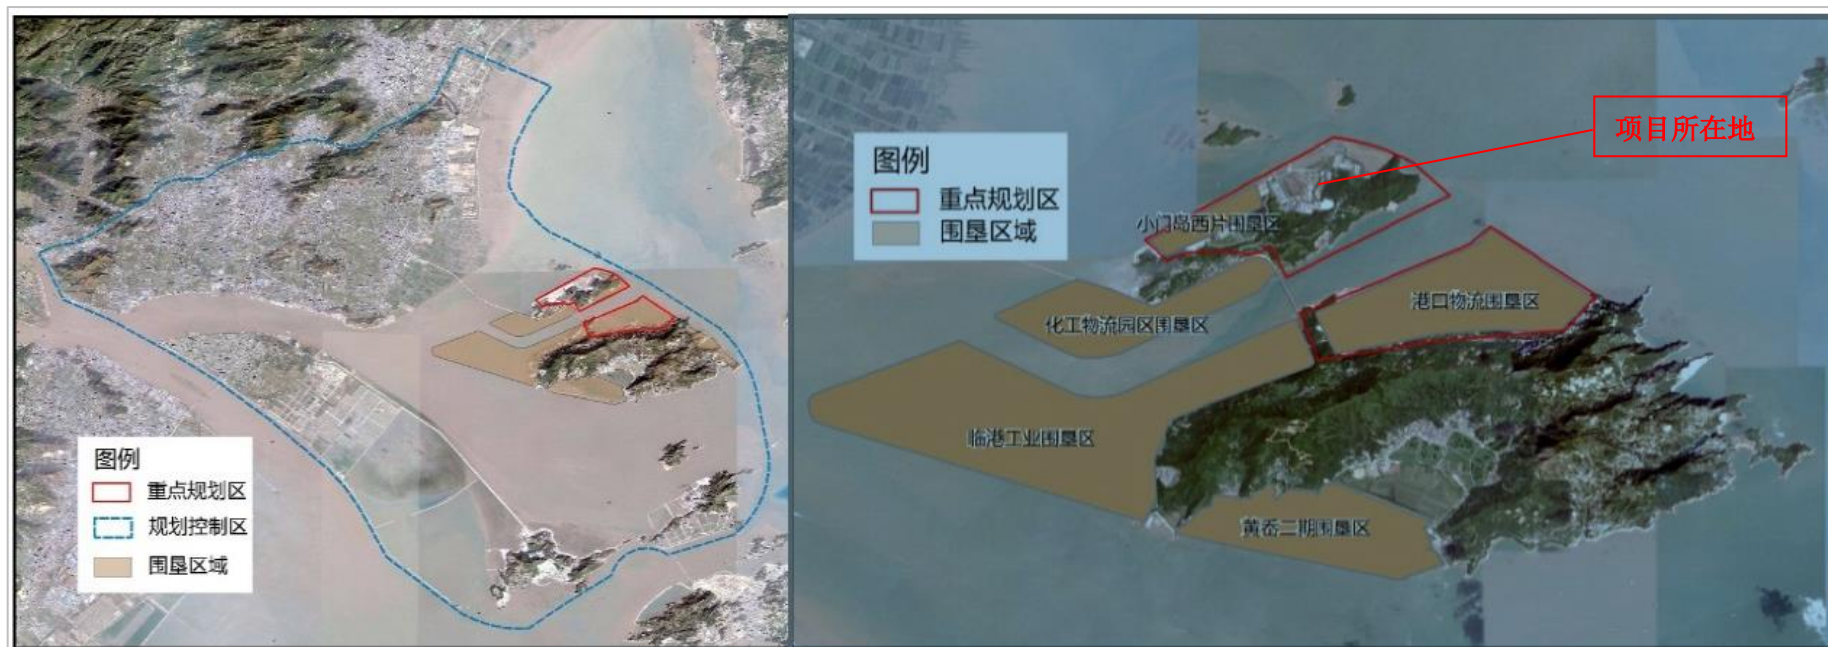 图例
重点规划区
规划控制区
围垦区域
图例
重点规划区
围垦区域
项目所在地
小门岛西片围垦区
港口物流围垦区
化工物流园区围垦区
临港工业围垦区
黄岙二期围垦区